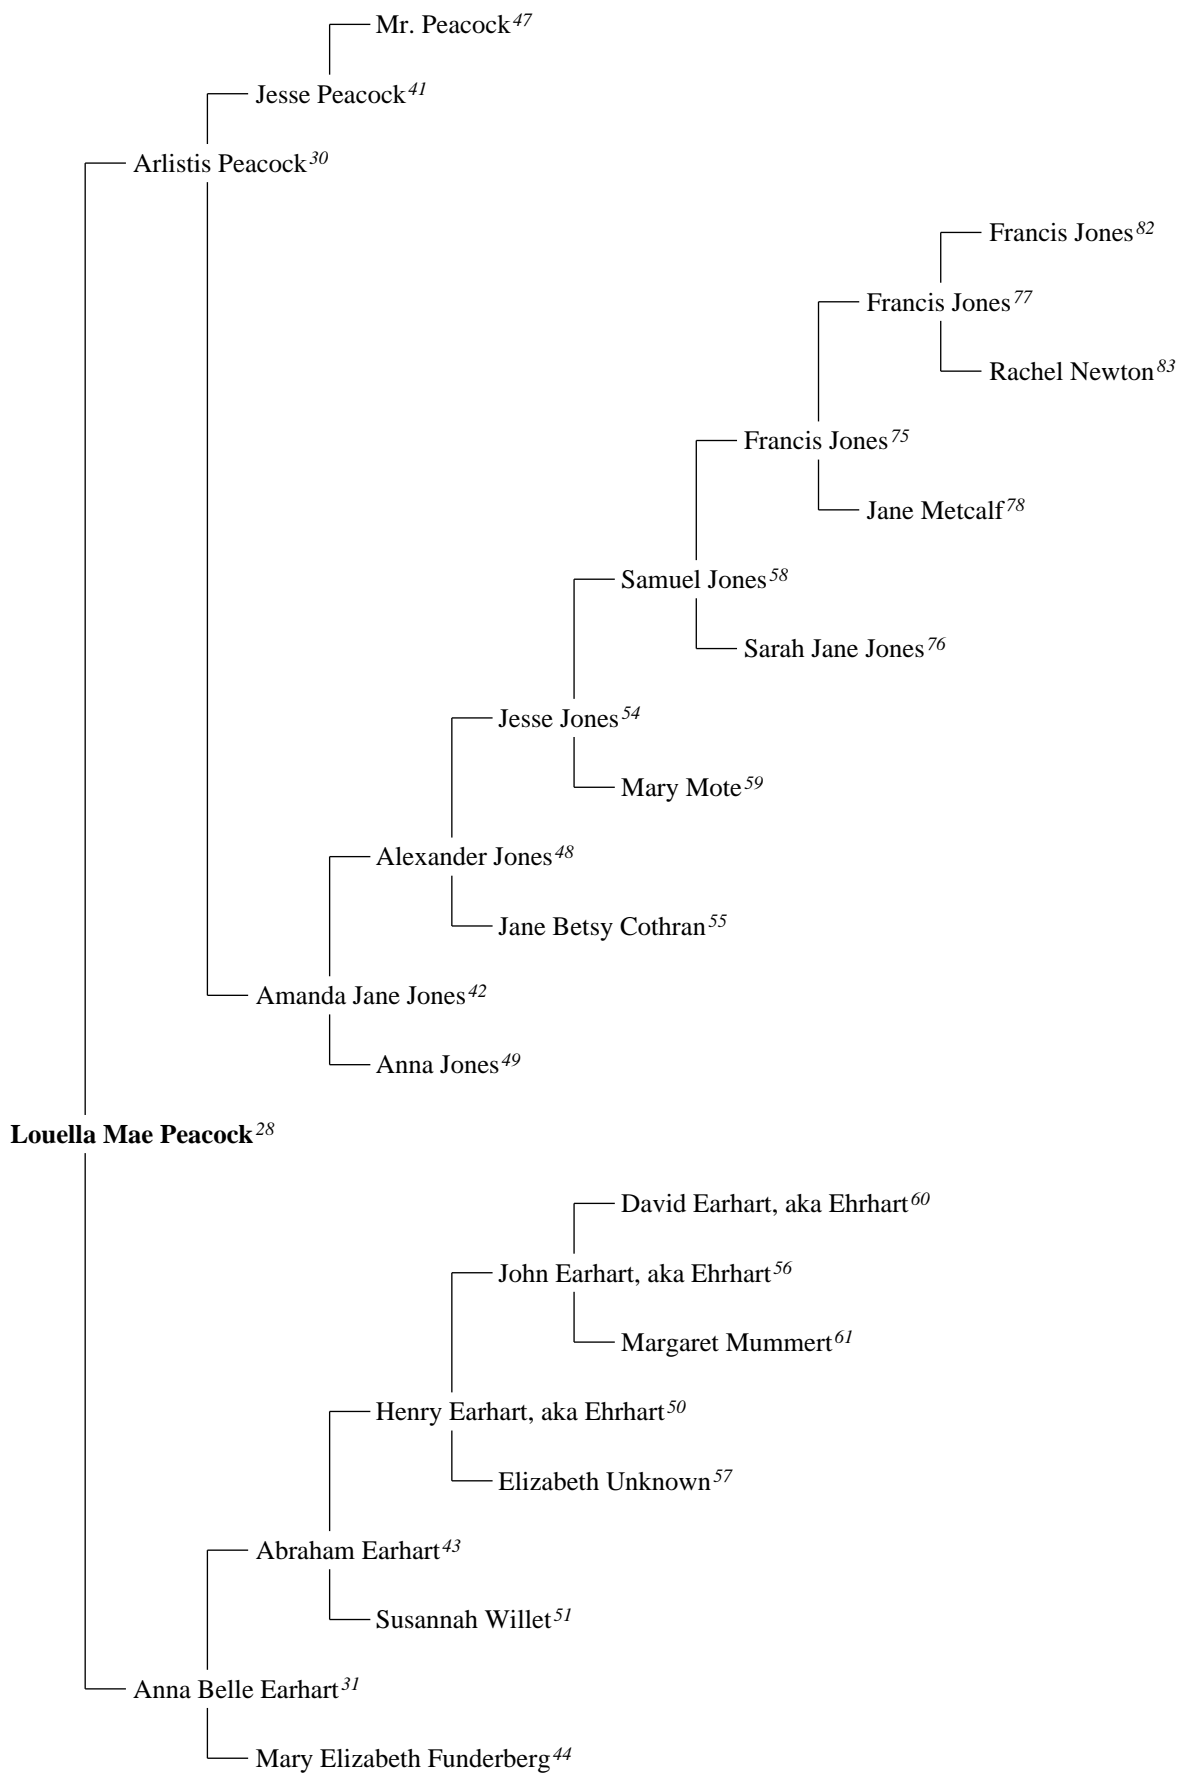 Mr. Peacock47
Jesse Peacock41
Arlistis Peacock30
Francis Jones82
Francis Jones77
Rachel Newton83
Francis Jones75
Jane Metcalf78
Samuel Jones58
Sarah Jane Jones76
Jesse Jones54
Mary Mote59
Alexander Jones48
Jane Betsy Cothran55
Amanda Jane Jones42
Anna Jones49
Louella Mae Peacock28
David Earhart, aka Ehrhart60
John Earhart, aka Ehrhart56
Margaret Mummert61
Henry Earhart, aka Ehrhart50
Elizabeth Unknown57
Abraham Earhart43
Susannah Willet51
Anna Belle Earhart31
Mary Elizabeth Funderberg44